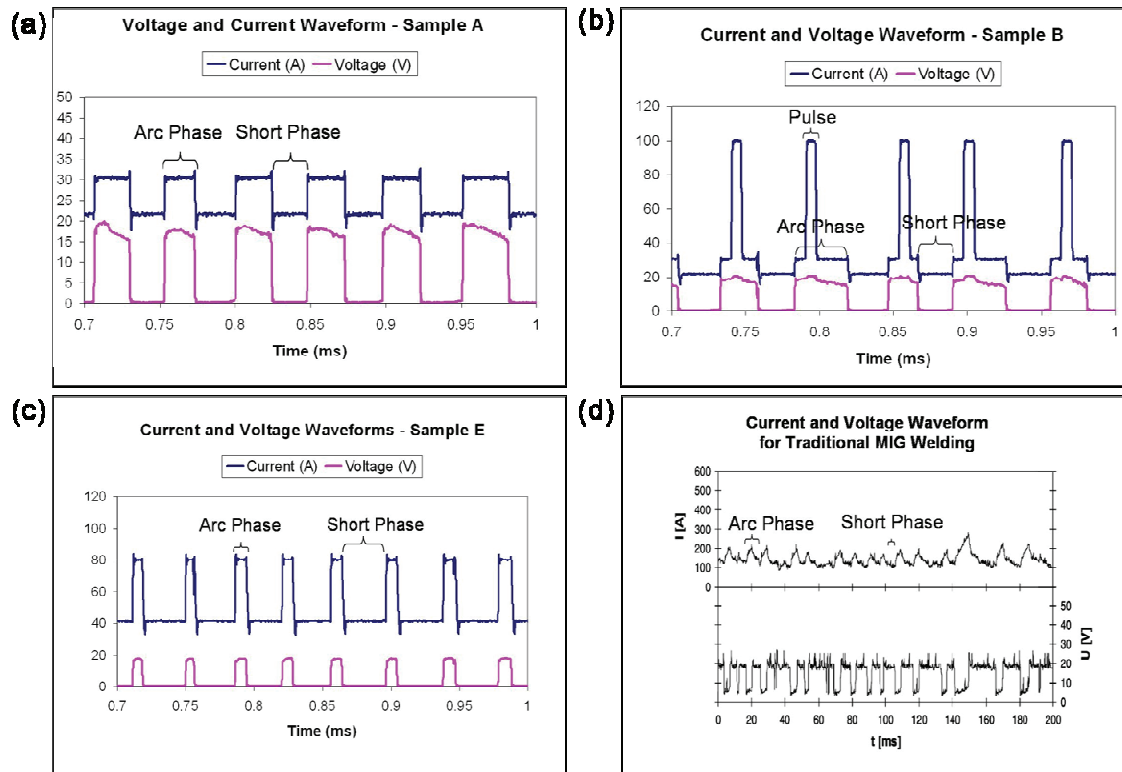 (a)
Voltage and Current Waveform - Sample A
Current (A) Voltage (V)
50
45
40
35
30
25
20
15
10
5
0
Arc Phase Short Phase
0.7 0.75 0.8 0.85 0.9 0.95 1
Time (ms)
(b)
Current and Voltage Waveform - Sample B
Current (A) Voltage (V)
120
100
80
60
40
20
0
Pulse
Arc Phase Short Phase
0.7 0.75 0.8 0.85 0.9 0.95 1
Time (ms)
(c)
Current and Voltage Waveforms - Sample E
Current (A) Voltage (V)
120
100
80
60
40
20
0
Arc Phase Short Phase
0.7 0.75 0.8 0.85 0.9 0.95 1
Time (ms)
(d)
Current and Voltage Waveform
for Traditional MIG Welding
I [A]
600
500
400
300
200
100
0
Arc Phase Short Phase
50
40
30
20
10
0
U [V]
0 20 40 60 80 100 120 140 160 180 200
t [ms]